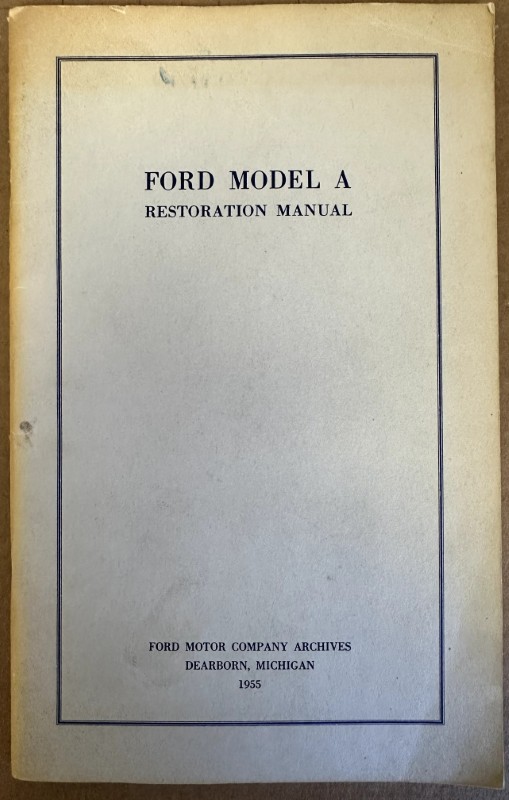 FORD MODEL A
RESTORATION MANUAL
FORD MOTOR COMPANY ARCHIVES
DEARBORN, MICHIGAN
1955